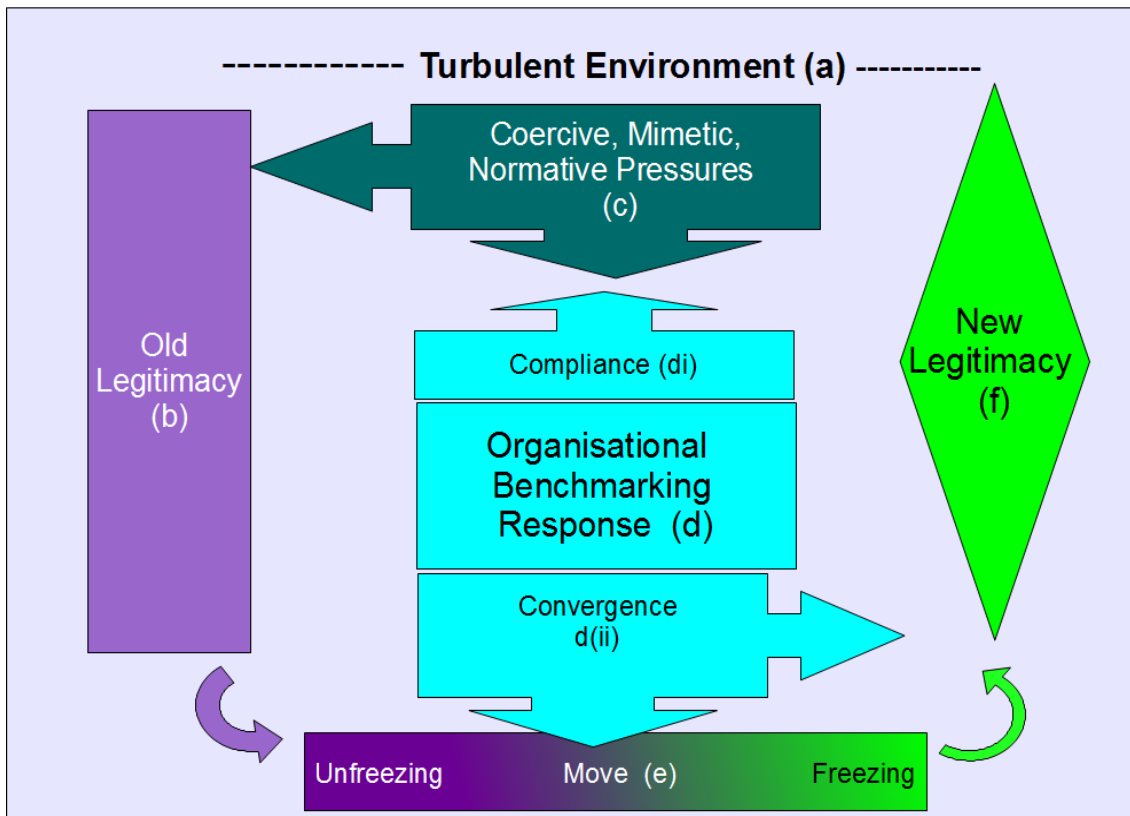 Turbulent Environment (a)
Coercive, Mimetic,
Normative Pressures
(c)
Old
Legitimacy
(b)
Compliance (di)
Organisational
Benchmarking
Response (d)
Convergence
d(ii)
New
Legitimacy
(f)
Unfreezing Move (e) Freezing